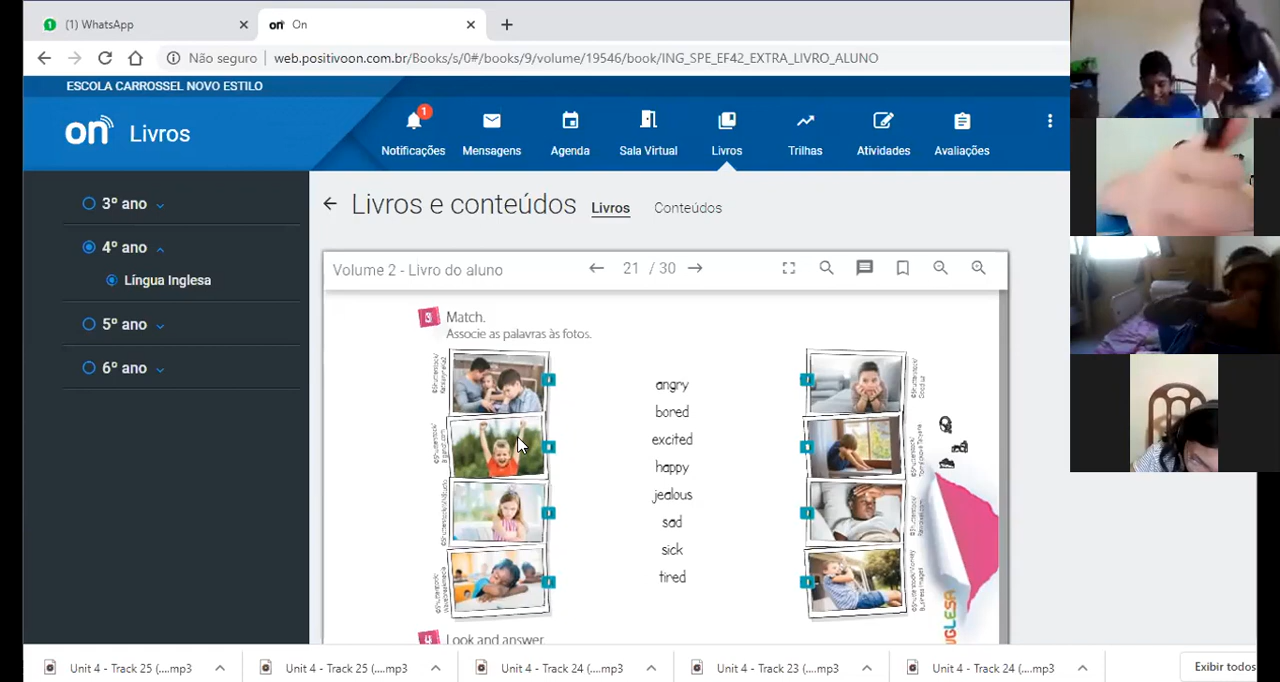 (1) WhatsApp
on On
Não seguro web.positivoon.com.br/Books/s/0#/books/9/volume/19546/book/ING_SPE_EF42_EXTRA_LIVRO_ALUNO
ESCOLA CARROSSEL NOVO ESTILO
on Livros
1
Notificações Mensagens Agenda Sala Virtual Livros Trilhas Atividades Avaliações
3º ano
4º ano
Língua Inglesa
5º ano
6º ano
Livros e conteúdos Livros Conteúdos
Volume 2 - Livro do aluno 21 / 30
3 Match.
Associe as palavras às fotos.
angry
bored
excited
happy
jealous
sad
sick
tired
4 Look and answer.
Unit 4 - Track 25 (....mp3 Unit 4 - Track 25 (....mp3 Unit 4 - Track 24 (....mp3 Unit 4 - Track 23 (....mp3 Unit 4 - Track 24 (....mp3 Exibir todos